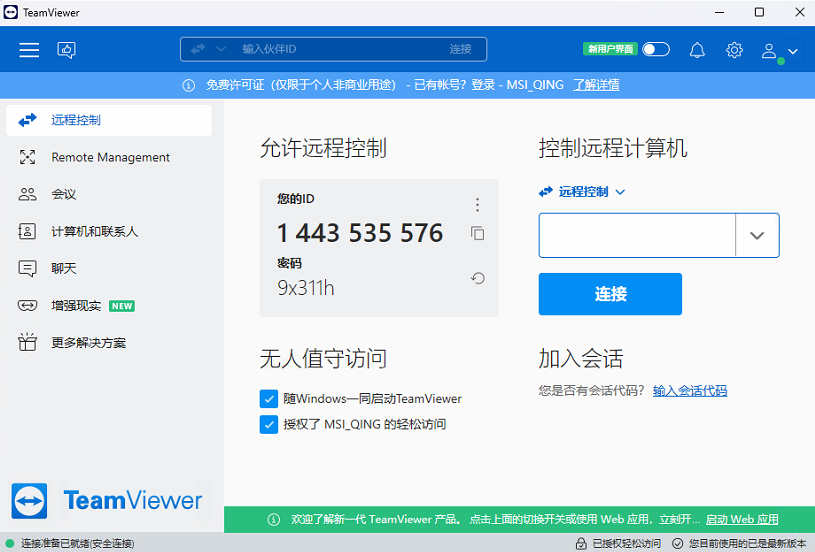 TeamViewer
输入伙伴ID
连接
新用户界面
免费许可证（仅限于个人非商业用途） - 已有帐号？登录 - MSI_QING 了解详情
远程控制
Remote Management
会议
计算机和联系人
聊天
增强现实 NEW
更多解决方案
允许远程控制
您的ID
1 443 535 576
密码
9x311h
无人值守访问
随Windows一同启动TeamViewer
授权了 MSI_QING 的轻松访问
控制远程计算机
远程控制
连接
加入会话
您是否有会话代码？ 输入会话代码
TeamViewer
欢迎了解新一代 TeamViewer 产品。 点击上面的切换开关或使用 Web 应用，立刻开... 启动 Web 应用
连接准备已就绪(安全连接)
已授权轻松访问
您目前使用的已是最新版本